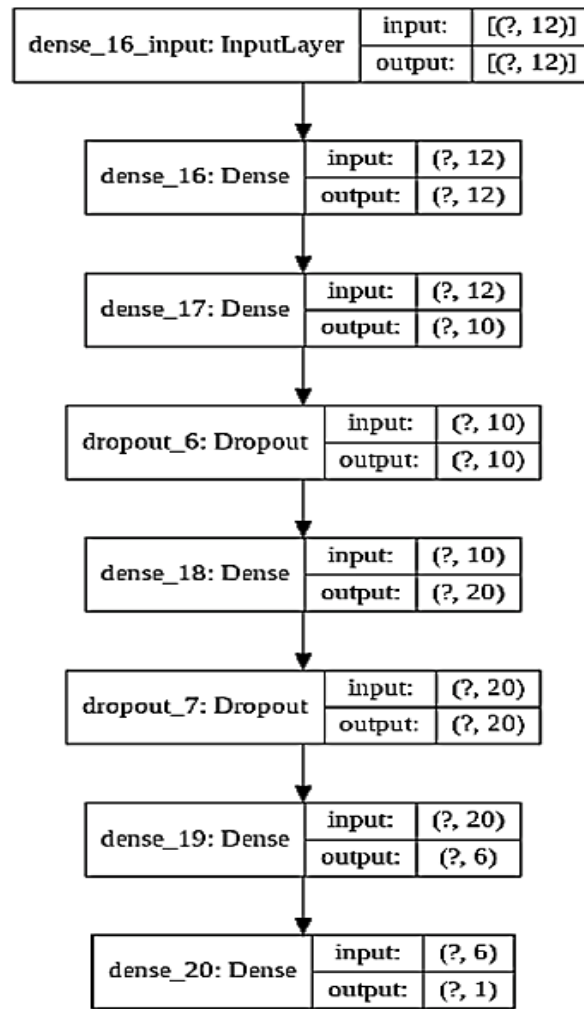 dense_16_input: InputLayer
input: [(?, 12)]
output: [(?, 12)]
dense_16: Dense
input: (?, 12)
output: (?, 12)
dense_17: Dense
input: (?, 12)
output: (?, 10)
dropout_6: Dropout
input: (?, 10)
output: (?, 10)
dense_18: Dense
input: (?, 10)
output: (?, 20)
dropout_7: Dropout
input: (?, 20)
output: (?, 20)
dense_19: Dense
input: (?, 20)
output: (?, 6)
dense_20: Dense
input: (?, 6)
output: (?, 1)